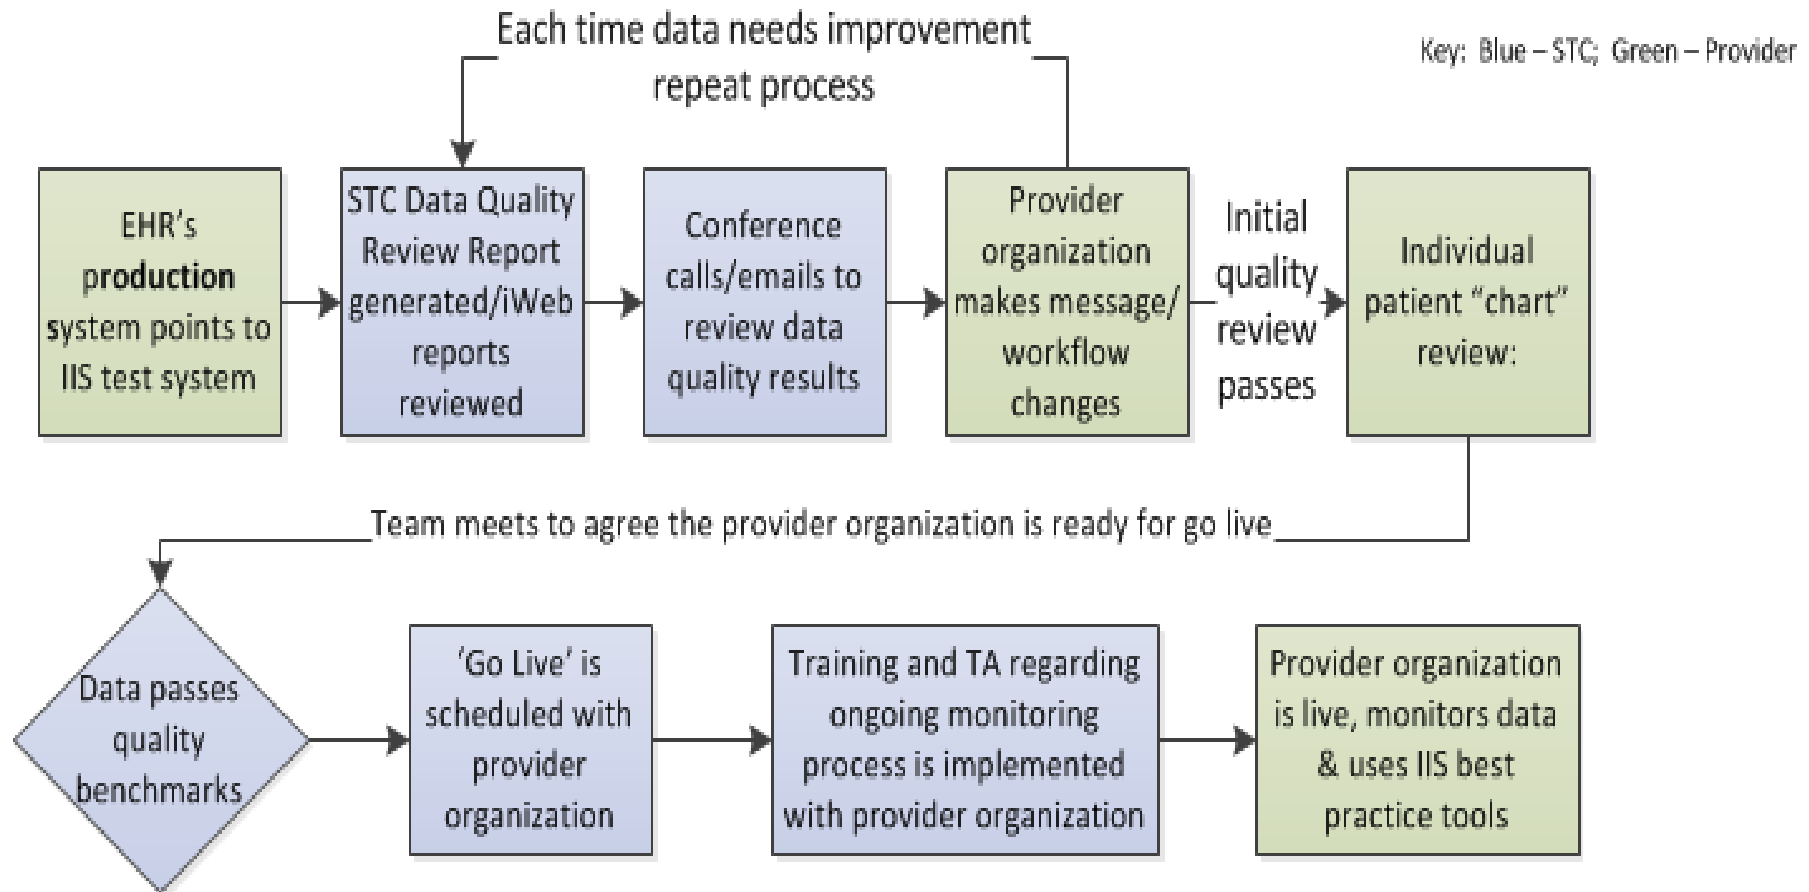 Each time data needs improvement
repeat process
Key: Blue – STC; Green – Provider
EHR's
production
system points to
IIS test system
STC Data Quality
Review Report
generated/iWeb
reports
reviewed
Conference
calls/emails to
review data
quality results
Provider
organization
makes message/
workflow
changes
Initial
quality
review
passes
Individual
patient “chart”
review:
Team meets to agree the provider organization is ready for go live
Data passes
quality
benchmarks
‘Go Live’ is
scheduled with
provider
organization
Training and TA regarding
ongoing monitoring
process is implemented
with provider organization
Provider organization
is live, monitors data
& uses IIS best
practice tools